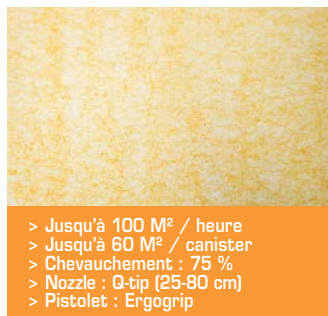 > Jusqu'à 100 M² / heure
> Jusqu'à 60 M² / canister
> Chevauchement : 75 %
> Nozzle : Q-tip (25-80 cm)
> Pistolet : Ergogrip